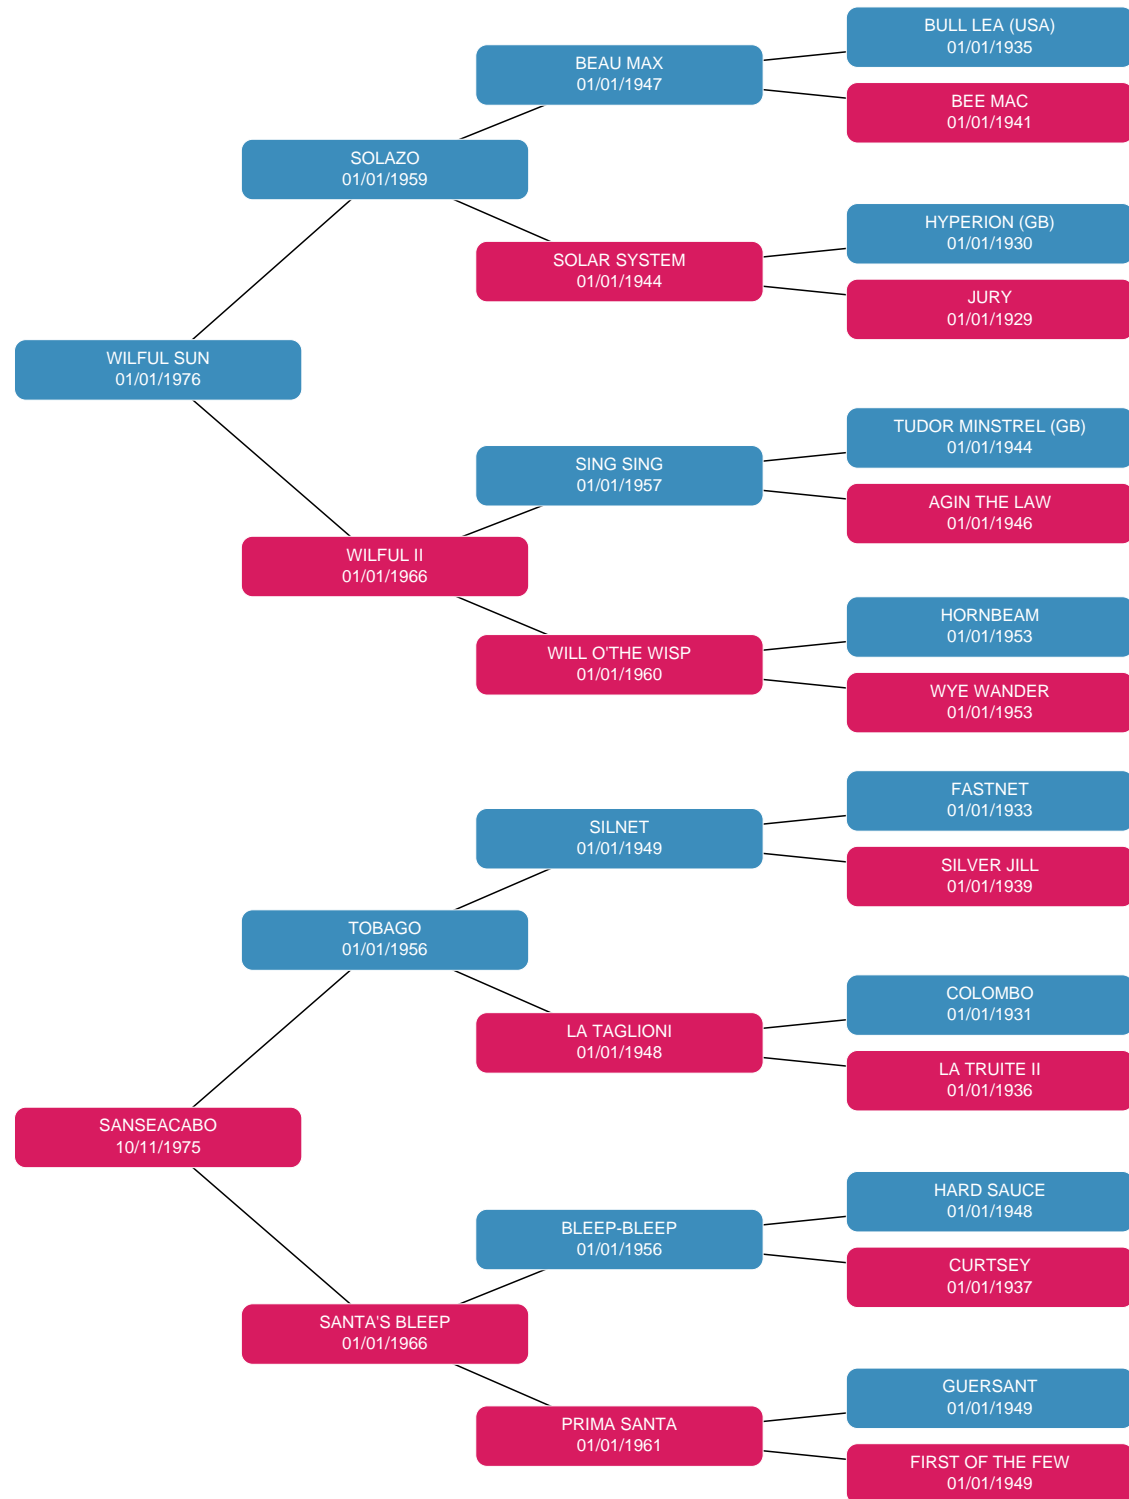 BULL LEA (USA)
01/01/1935
BEAU MAX
01/01/1947
BEE MAC
01/01/1941
SOLAZO
01/01/1959
HYPERION (GB)
01/01/1930
SOLAR SYSTEM
01/01/1944
JURY
01/01/1929
WILFUL SUN
01/01/1976
TUDOR MINSTREL (GB)
01/01/1944
SING SING
01/01/1957
AGIN THE LAW
01/01/1946
WILFUL II
01/01/1966
HORNBEAM
01/01/1953
WILL O'THE WISP
01/01/1960
WYE WANDER
01/01/1953
FASTNET
01/01/1933
SILNET
01/01/1949
SILVER JILL
01/01/1939
TOBAGO
01/01/1956
COLOMBO
01/01/1931
LA TAGLIONI
01/01/1948
LA TRUITE II
01/01/1936
SANSEACABO
10/11/1975
HARD SAUCE
01/01/1948
BLEEP-BLEEP
01/01/1956
CURTSEY
01/01/1937
SANTA'S BLEEP
01/01/1966
GUERSANT
01/01/1949
PRIMA SANTA
01/01/1961
FIRST OF THE FEW
01/01/1949